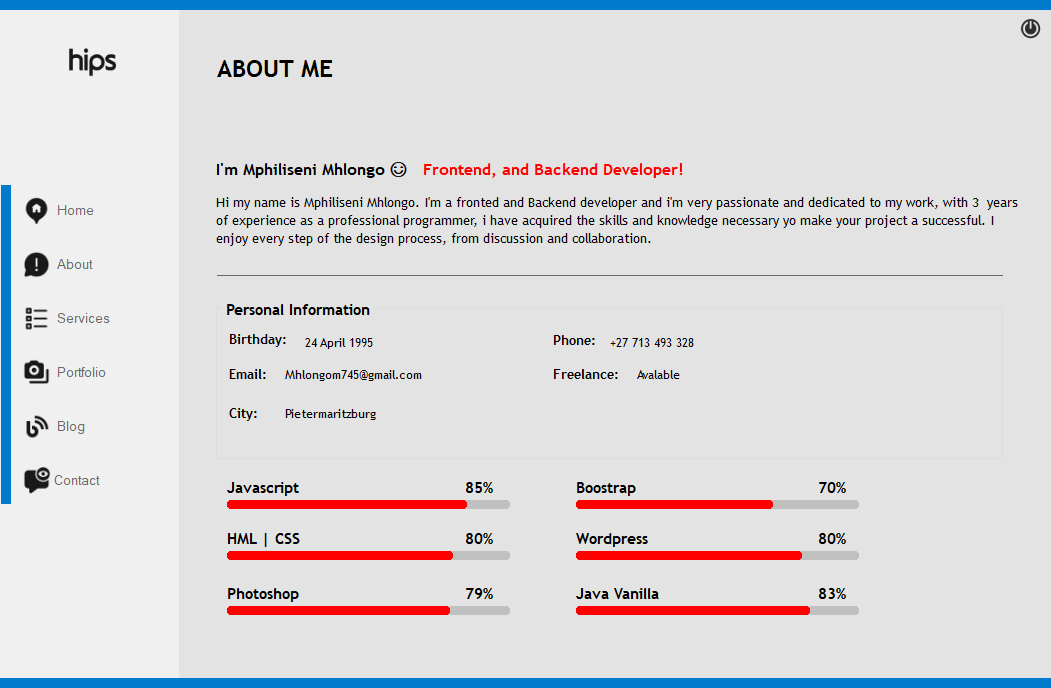 hips
ABOUT ME
Home
About
Services
Portfolio
Blog
Contact
I'm Mphiliseni Mhlongo Frontend, and Backend Developer!
Hi my name is Mphiliseni Mhlongo. I'm a fronted and Backend developer and i'm very passionate and dedicated to my work, with 3 years
of experience as a professional programmer, i have acquired the skills and knowledge necessary yo make your project a successful. I
enjoy every step of the design process, from discussion and collaboration.
Personal Information
Birthday: 24 April 1995 Phone: +27 713 493 328
Email: Mhlongom745@gmail.com Freelance: Avalable
City: Pietermaritzburg
Javascript 85% Boostrap 70%
HML | CSS 80% Wordpress 80%
Photoshop 79% Java Vanilla 83%